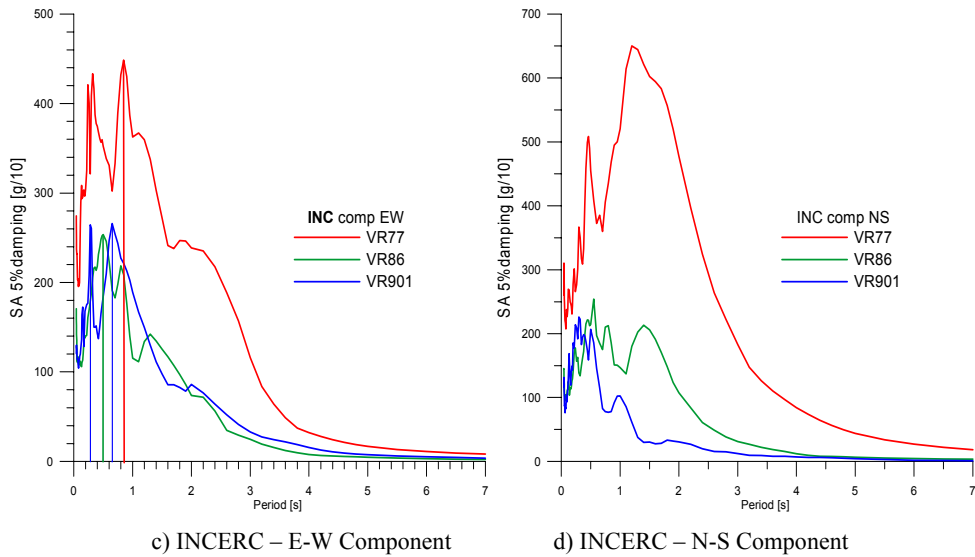 500
400
300
200
100
0
SA 5%damping [g/10]
INC comp EW
VR77
VR86
VR901
0 1 2 3 4 5 6 7
Period [s]
c) INCERC – E-W Component
700
600
500
400
300
200
100
0
SA 5%damping [g/10]
INC comp NS
VR77
VR86
VR901
0 1 2 3 4 5 6 7
Period [s]
d) INCERC – N-S Component